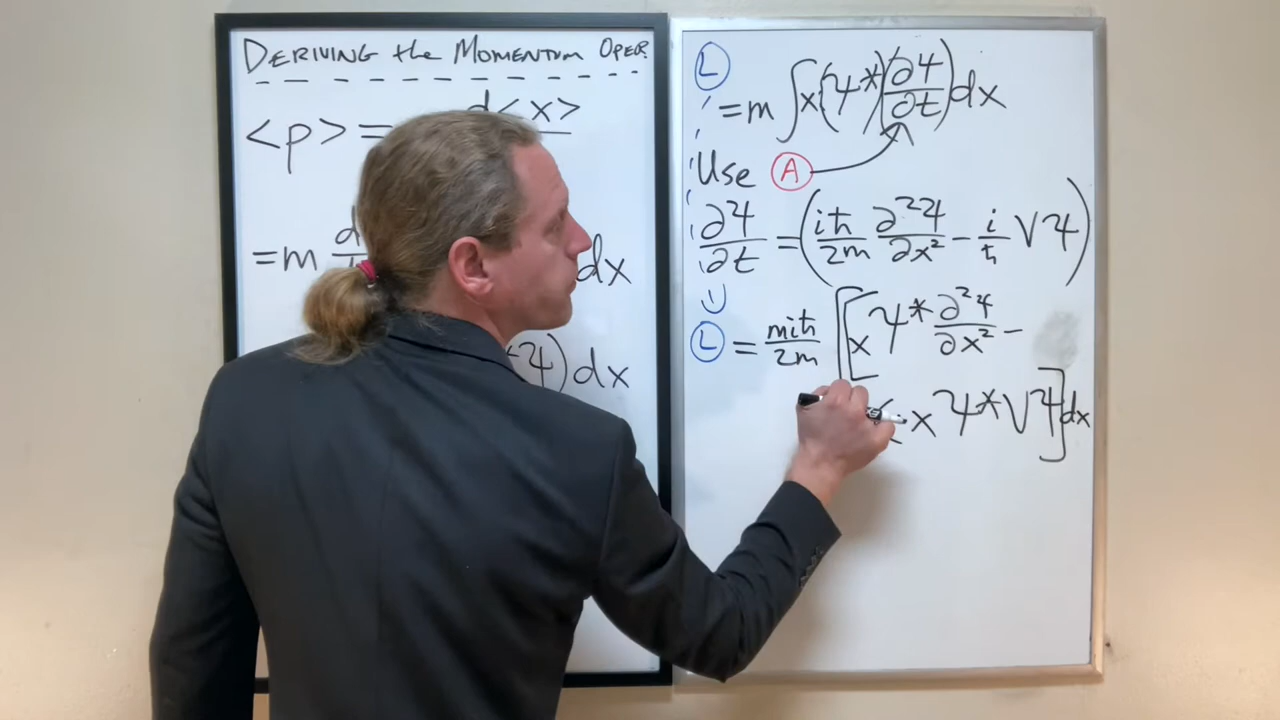 DERIVING the MOMENTUM OPER.
d<x>
<p> =
= m d dx
*Ψ) dx
L
= m ∫ x(Ψ*)(∂Ψ/∂t) dx
Use A
∂Ψ/∂t = (iħ/2m ∂²Ψ/∂x² - i/ħ VΨ)
L = miħ/2m ∫[x Ψ* ∂²Ψ/∂x² -
x Ψ* VΨ] dx